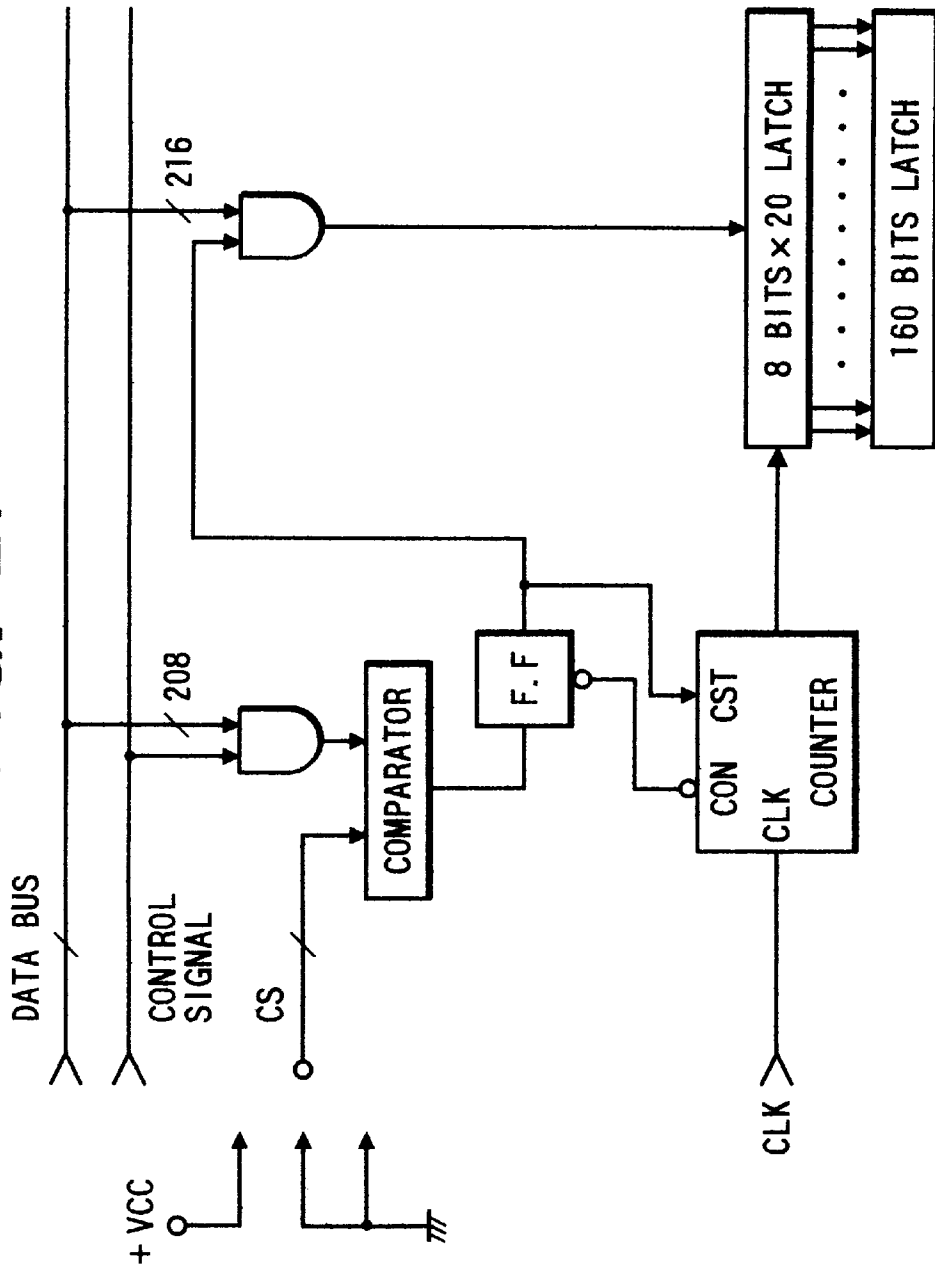 DATA BUS
CONTROL
SIGNAL
+ VCC
CS
208
216
COMPARATOR
F.F
CON CST
CLK
COUNTER
CLK
8 BITS×20 LATCH
160 BITS LATCH